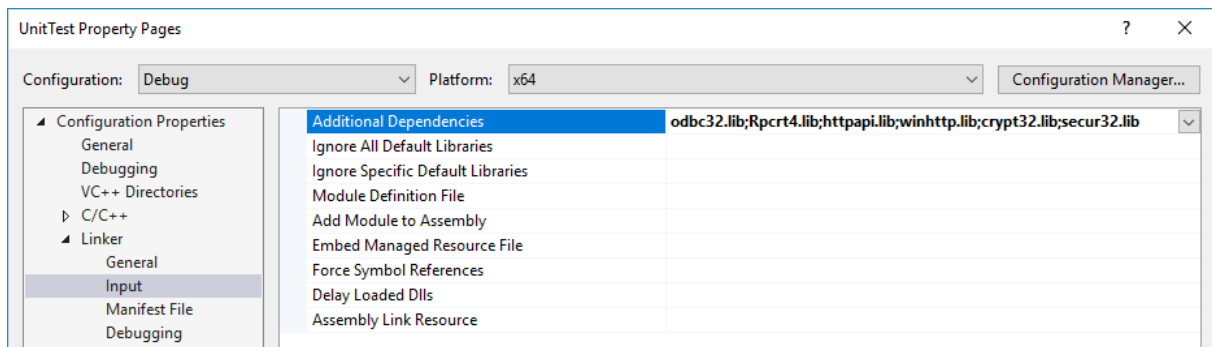 UnitTest Property Pages ? ×
Configuration: Debug Platform: x64 Configuration Manager...
Configuration Properties
General
Debugging
VC++ Directories
C/C++
Linker
General
Input
Manifest File
Debugging
Additional Dependencies odbc32.lib;Rpcrt4.lib;httpapi.lib;winhttp.lib;crypt32.lib;secur32.lib
Ignore All Default Libraries
Ignore Specific Default Libraries
Module Definition File
Add Module to Assembly
Embed Managed Resource File
Force Symbol References
Delay Loaded Dlls
Assembly Link Resource